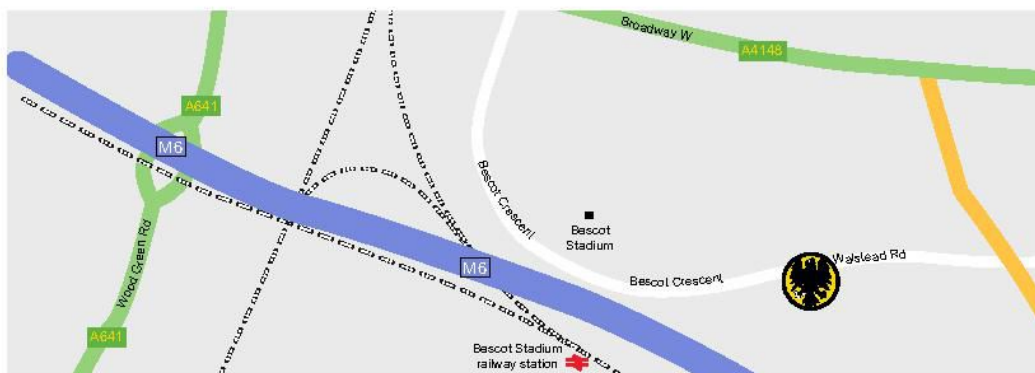 Broadway W
A4148
A641
M6
Bescot Crescent
Bescot
Stadium
Walstead Rd
Wood Green Rd
M6
Bescot Crescent
A641
Bescot Stadium
railway station